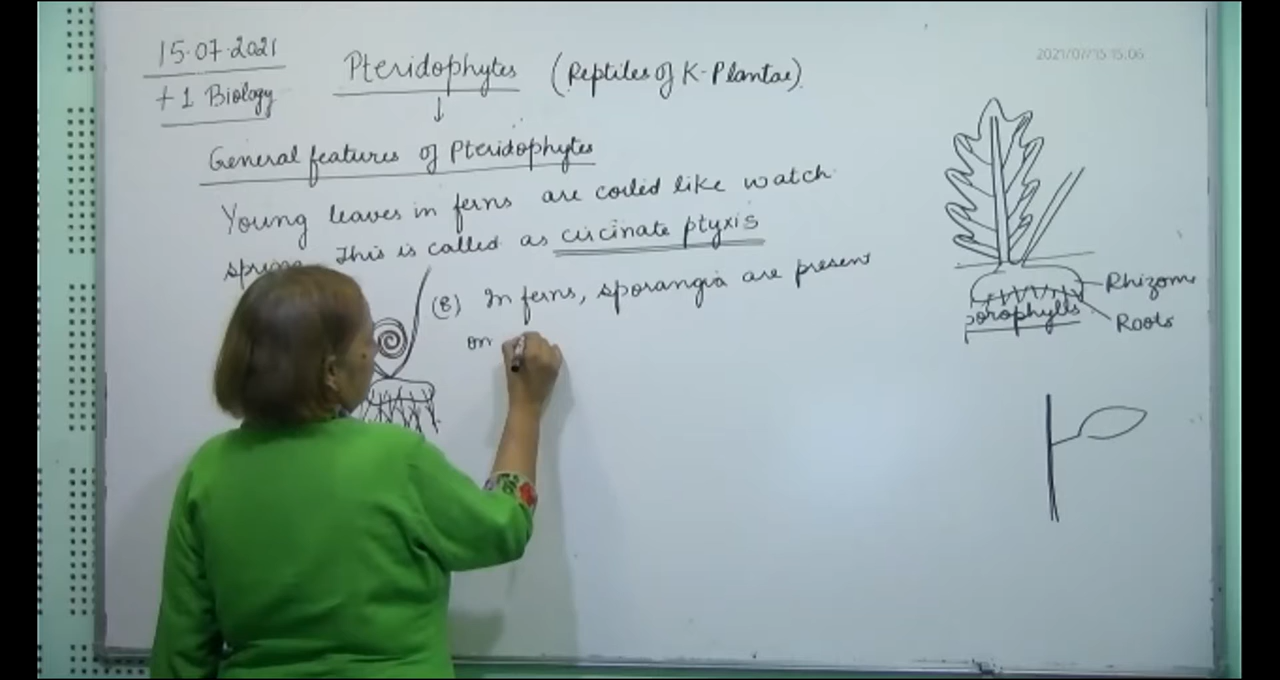 15.07.2021
+1 Biology
Pteridophytes (Reptiles of K-Plantae)
2021/07/15 15:06
General features of Pteridophytes
Young leaves in ferns are coiled like watch
spring. This is called as circinate ptyxis
(8) In ferns, sporangia are present
on
Rhizome
orophylls
Roots